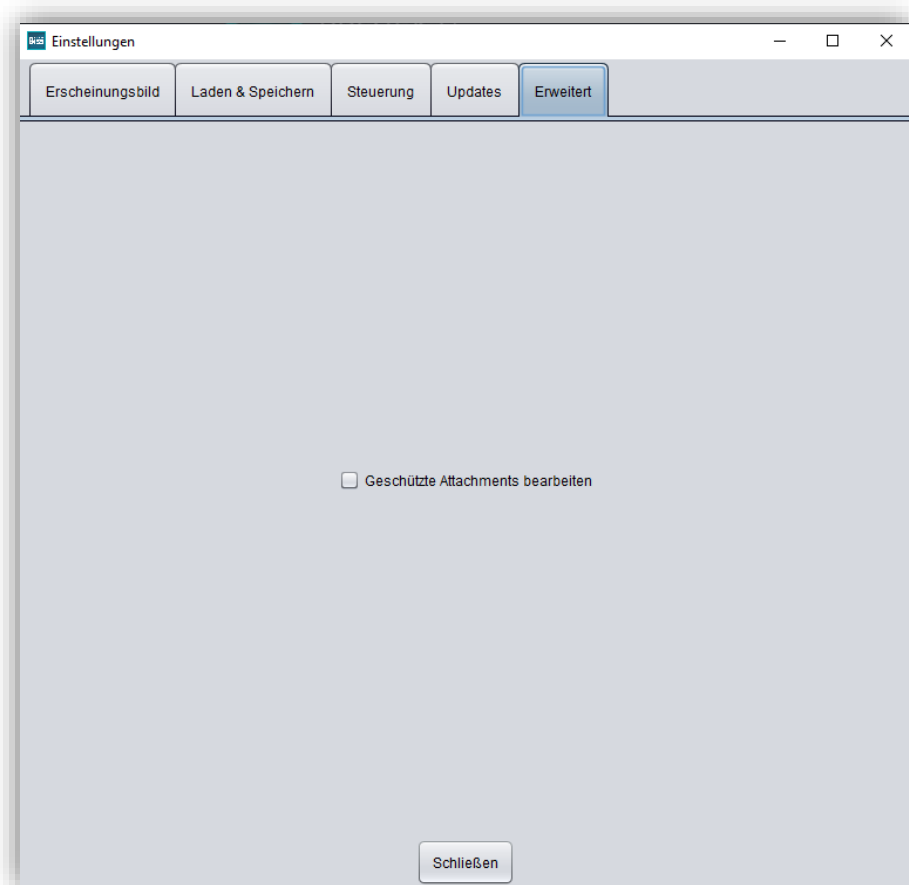 Einstellungen
Erscheinungsbild Laden & Speichern Steuerung Updates Erweitert
Geschützte Attachments bearbeiten
Schließen